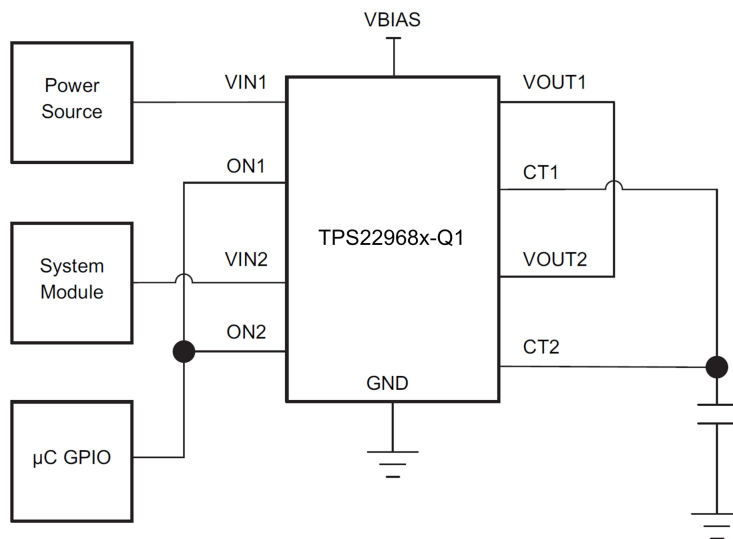 VBIAS
Power
Source
VIN1
VOUT1
ON1
CT1
TPS22968x-Q1
System
Module
VIN2
VOUT2
ON2
CT2
GND
µC GPIO